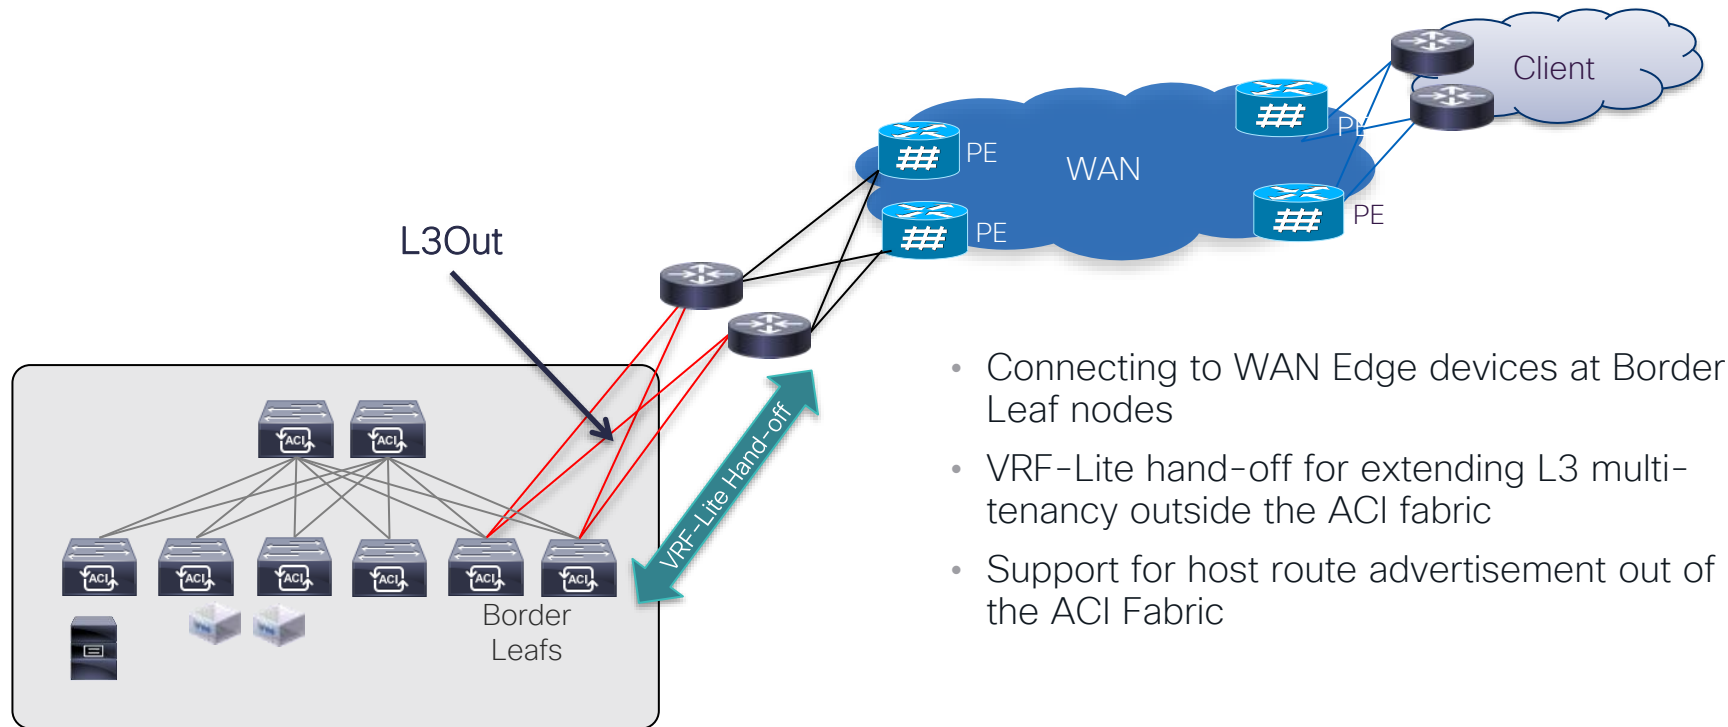 Client
PE
WAN
PE
PE
PE
L3Out
VRF-Lite Hand-off
• Connecting to WAN Edge devices at Border
Leaf nodes
• VRF-Lite hand-off for extending L3 multi-
tenancy outside the ACI fabric
• Support for host route advertisement out of
the ACI Fabric
ACI
ACI
ACI
ACI
ACI
ACI
ACI
ACI
Border
Leafs